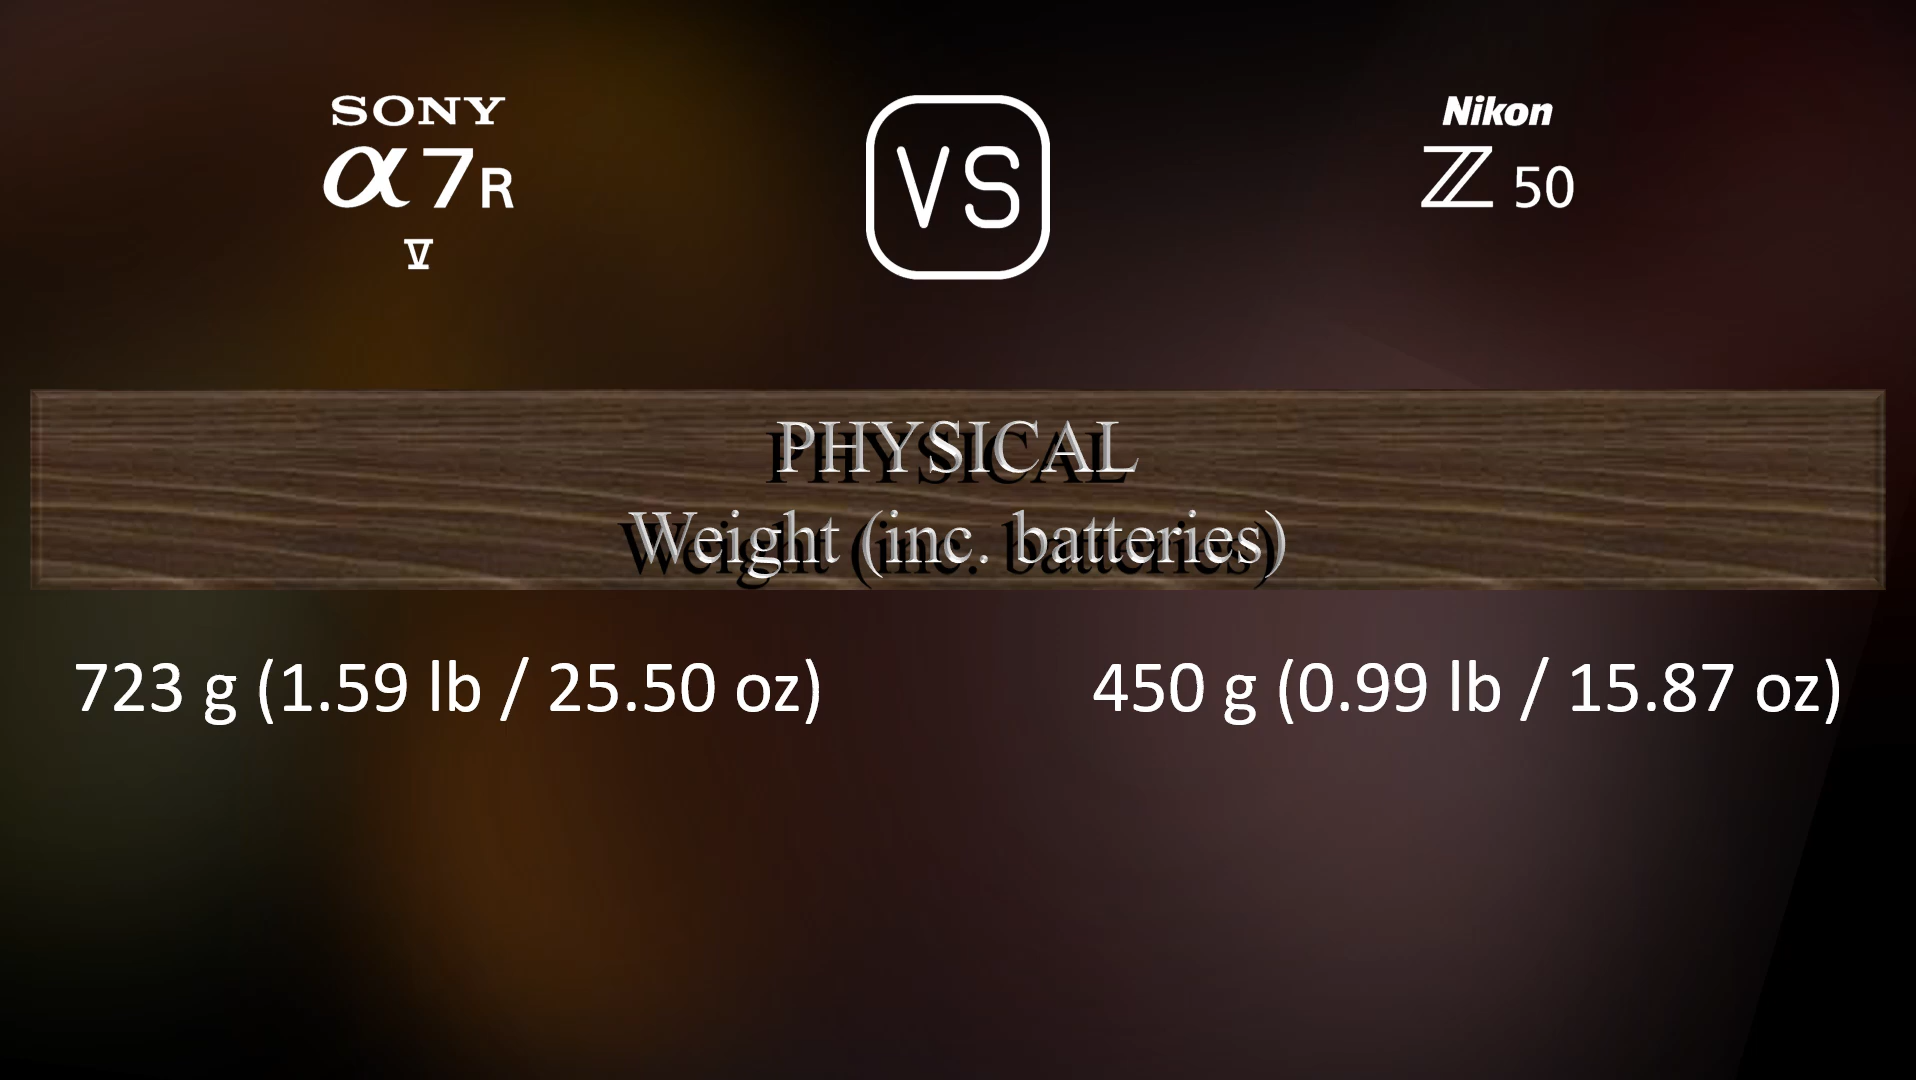 SONY
α7R
V
VS
Nikon
Z 50
PHYSICAL
Weight (inc. batteries)
723 g (1.59 lb / 25.50 oz)
450 g (0.99 lb / 15.87 oz)